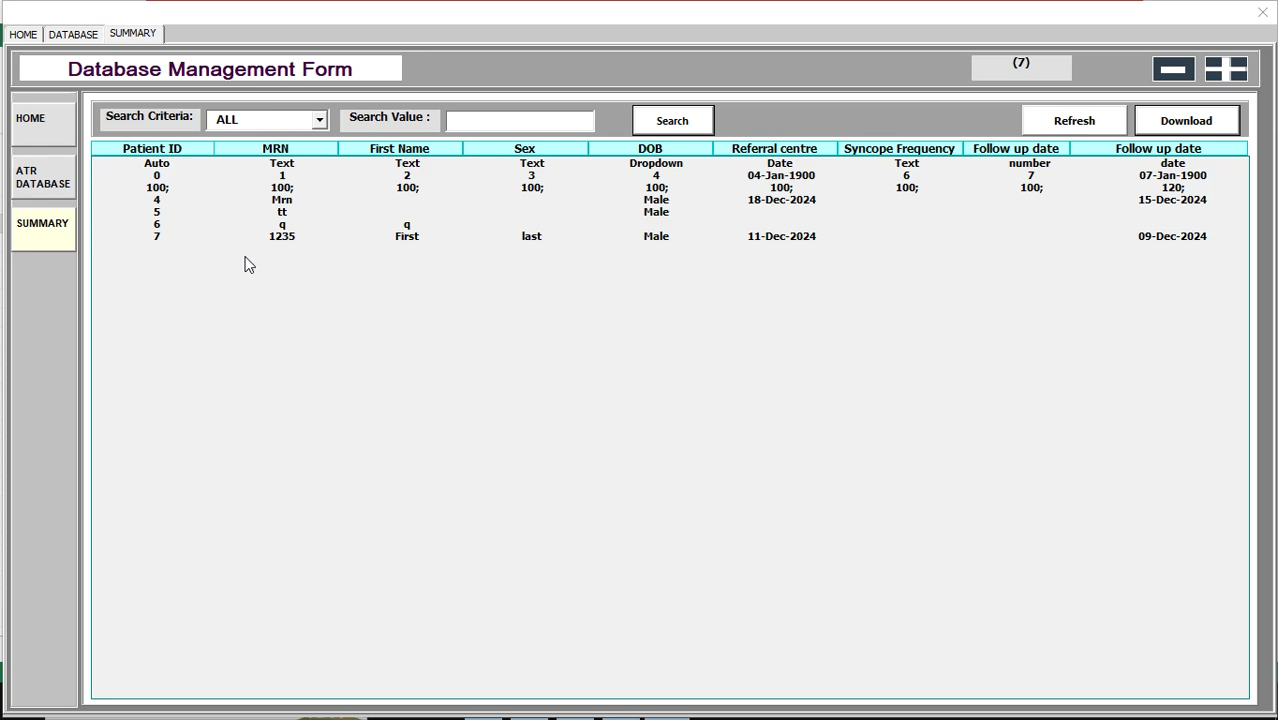 HOME DATABASE SUMMARY
Database Management Form (7)
HOME
ATR
DATABASE
SUMMARY
Search Criteria: ALL Search Value : Search Refresh Download
Patient ID MRN First Name Sex DOB Referral centre Syncope Frequency Follow up date Follow up date
Auto Text Text Text Dropdown Date Text number date
0 1 2 3 4 04-Jan-1900 6 7 07-Jan-1900
100; 100; 100; 100; 100; 100; 100; 120;
4 Mrn Male 18-Dec-2024 15-Dec-2024
5 tt Male
6 q q
7 1235 First last Male 11-Dec-2024 09-Dec-2024